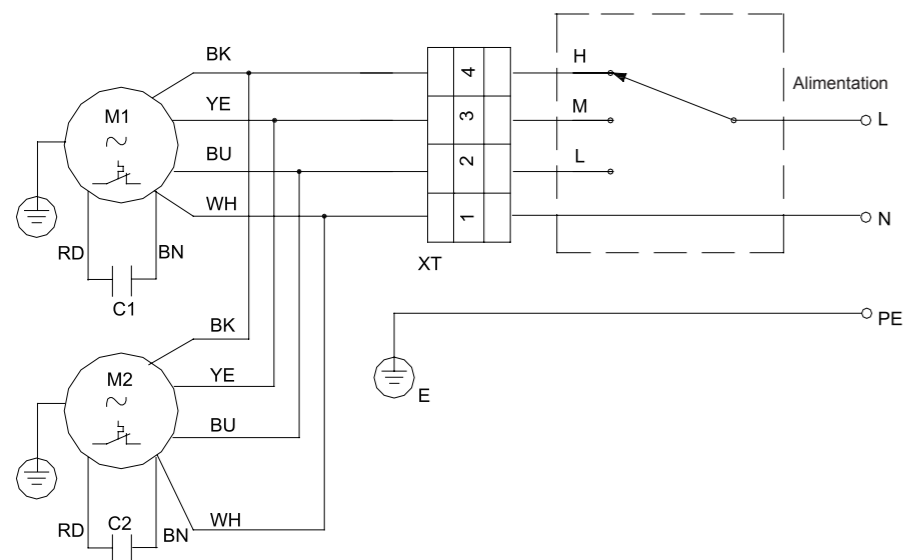 BK
H
4
Alimentation
YE
M
M1
3
L
BU
L
2
WH
1
N
RD
BN
XT
C1
PE
BK
YE
M2
E
BU
WH
RD
C2
BN